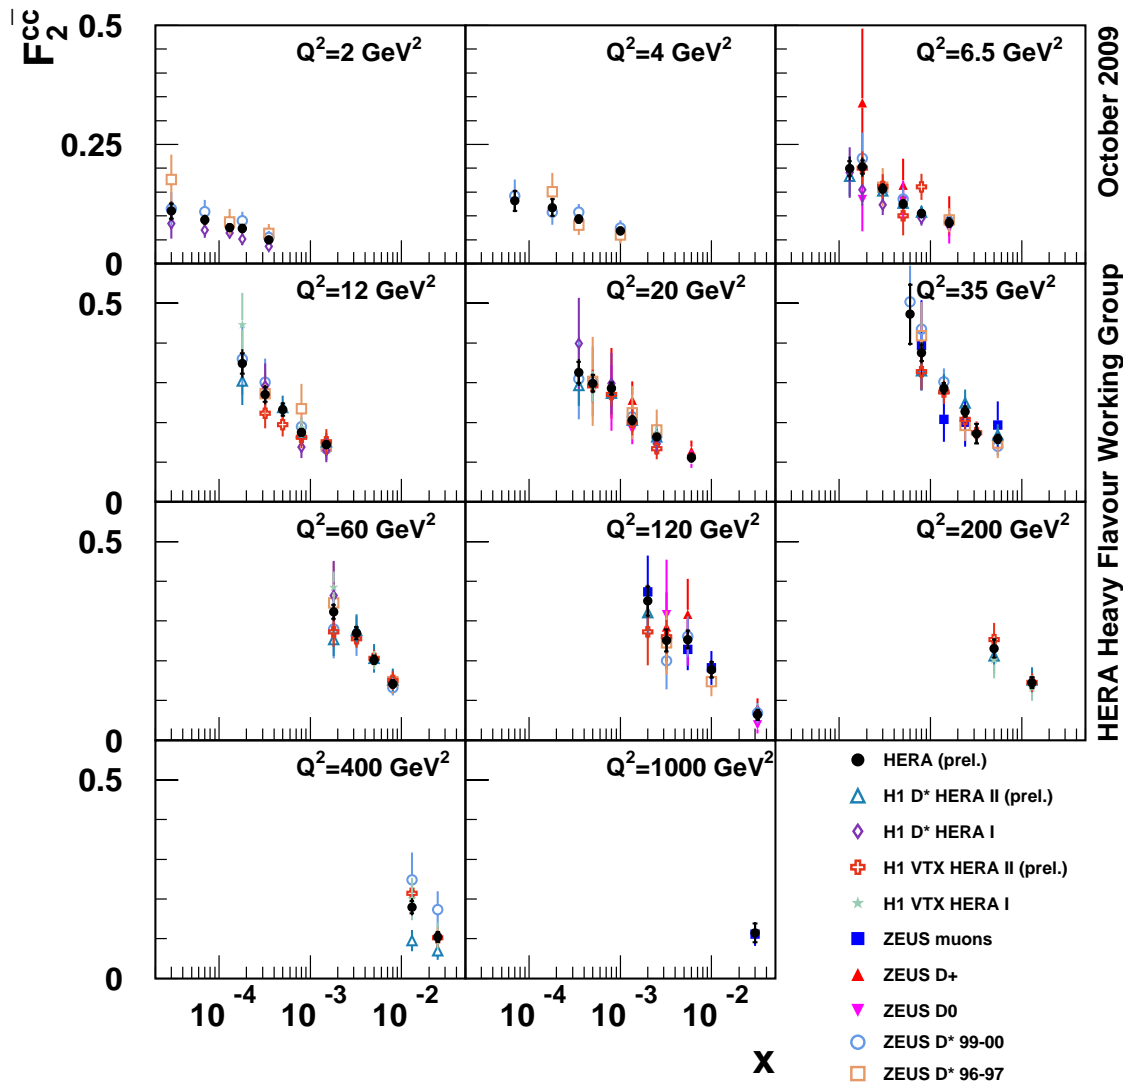 F₂^cc̄
0.5
Q²=2 GeV²
Q²=4 GeV²
Q²=6.5 GeV²
0.25
0
Q²=12 GeV²
Q²=20 GeV²
Q²=35 GeV²
0.5
0
Q²=60 GeV²
Q²=120 GeV²
Q²=200 GeV²
0.5
0
Q²=400 GeV²
Q²=1000 GeV²
0.5
0
10⁻⁴ 10⁻³ 10⁻² 10⁻⁴ 10⁻³ 10⁻²
x
HERA (prel.)
H1 D* HERA II (prel.)
H1 D* HERA I
H1 VTX HERA II (prel.)
H1 VTX HERA I
ZEUS muons
ZEUS D+
ZEUS D0
ZEUS D* 99-00
ZEUS D* 96-97
HERA Heavy Flavour Working Group October 2009